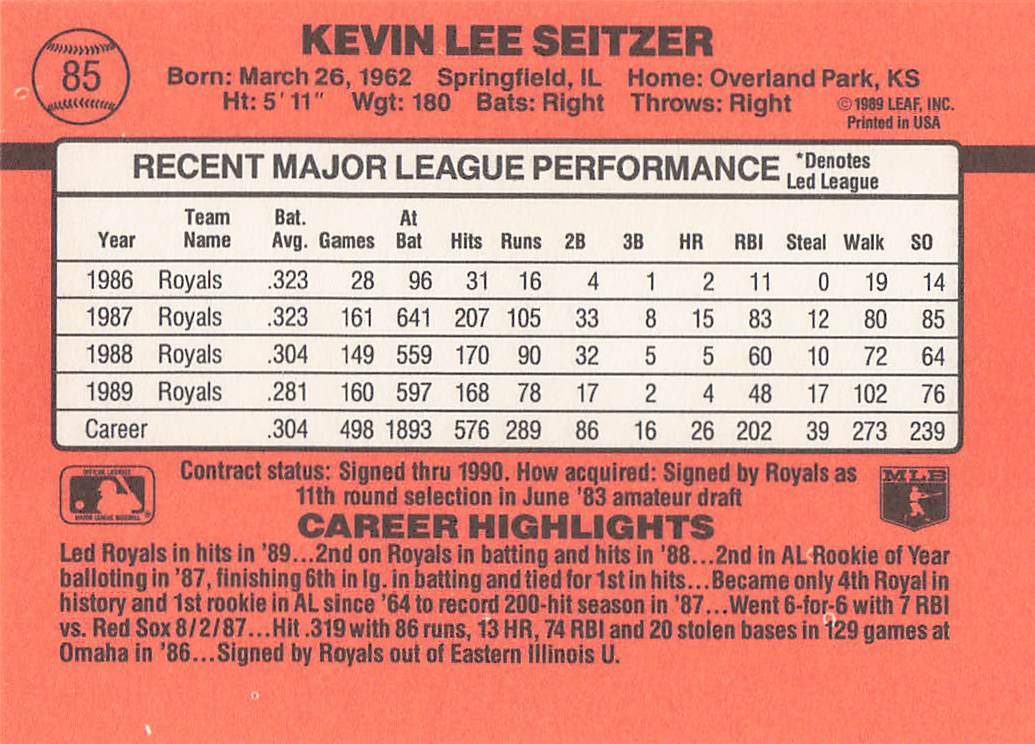 85
KEVIN LEE SEITZER
Born: March 26, 1962 Springfield, IL Home: Overland Park, KS
Ht: 5' 11" Wgt: 180 Bats: Right Throws: Right
©1989 LEAF, INC.
Printed in USA
RECENT MAJOR LEAGUE PERFORMANCE
*Denotes
Led League
Year Team Name Bat. Avg. Games At Bat Hits Runs 2B 3B HR RBI Steal Walk SO
1986 Royals .323 28 96 31 16 4 1 2 11 0 19 14
1987 Royals .323 161 641 207 105 33 8 15 83 12 80 85
1988 Royals .304 149 559 170 90 32 5 5 60 10 72 64
1989 Royals .281 160 597 168 78 17 2 4 48 17 102 76
Career .304 498 1893 576 289 86 16 26 202 39 273 239
OFFICIAL LICENSEE
MAJOR LEAGUE BASEBALL
Contract status: Signed thru 1990. How acquired: Signed by Royals as
11th round selection in June '83 amateur draft
MLB
CAREER HIGHLIGHTS
Led Royals in hits in '89...2nd on Royals in batting and hits in '88...2nd in AL Rookie of Year
balloting in '87, finishing 6th in lg. in batting and tied for 1st in hits...Became only 4th Royal in
history and 1st rookie in AL since '64 to record 200-hit season in '87...Went 6-for-6 with 7 RBI
vs. Red Sox 8/2/87...Hit .319 with 86 runs, 13 HR, 74 RBI and 20 stolen bases in 129 games at
Omaha in '86...Signed by Royals out of Eastern Illinois U.